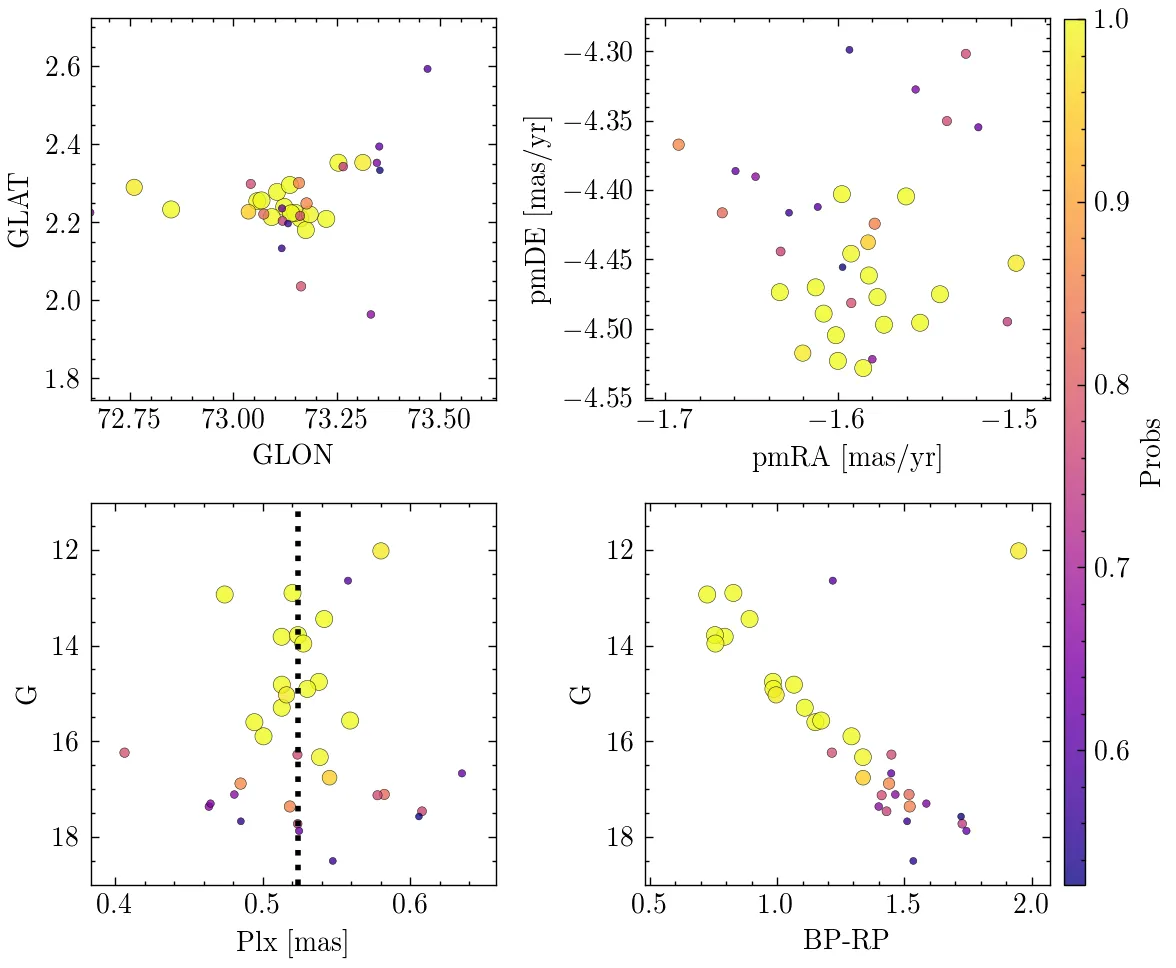 2.6
2.4
2.2
2.0
1.8
GLAT
72.75 73.00 73.25 73.50
GLON
−4.30
−4.35
−4.40
−4.45
−4.50
−4.55
pmDE [mas/yr]
−1.7 −1.6 −1.5
pmRA [mas/yr]
12
14
16
18
G
0.4 0.5 0.6
Plx [mas]
12
14
16
18
G
0.5 1.0 1.5 2.0
BP-RP
1.0
0.9
0.8
0.7
0.6
Probs